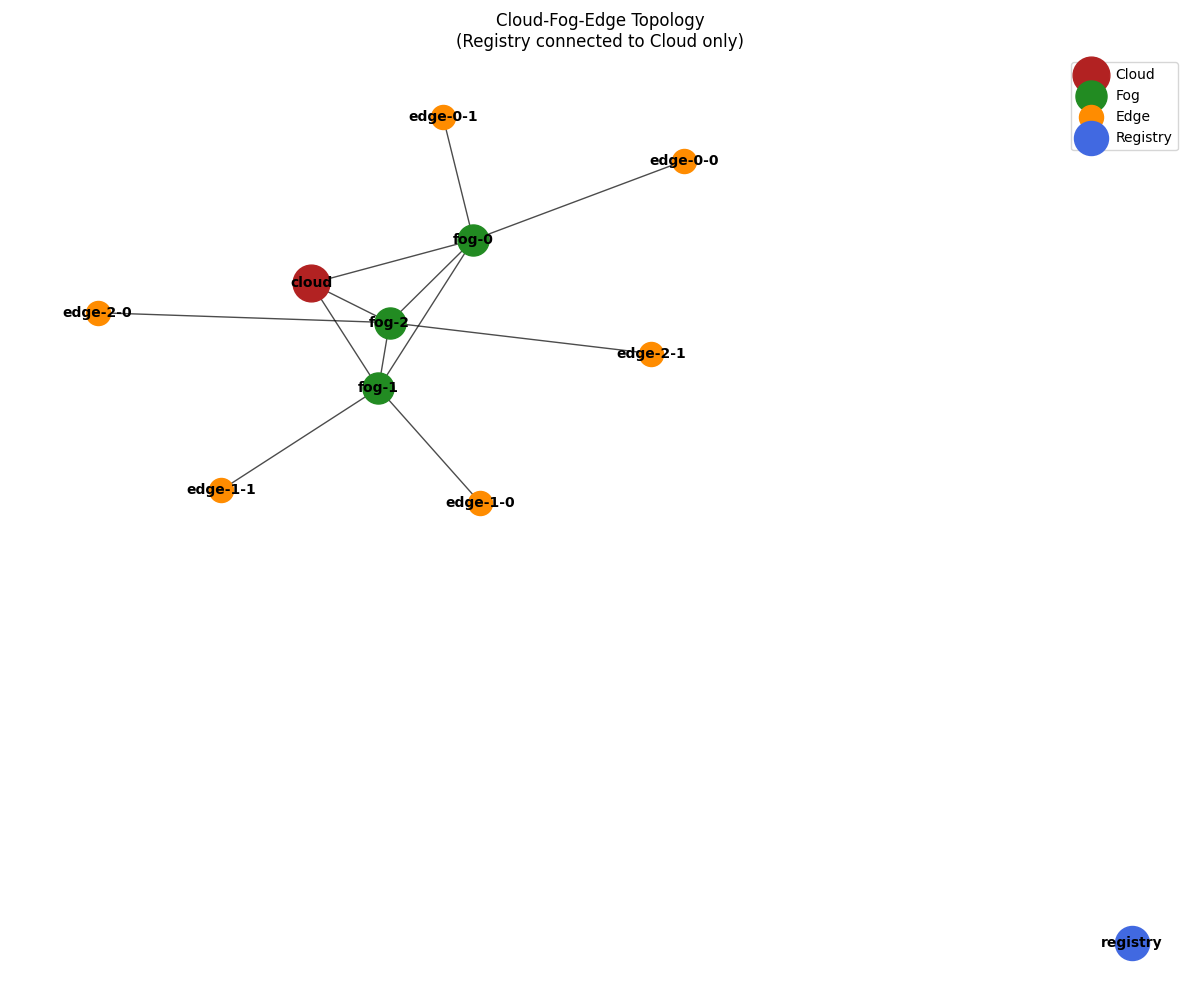 Cloud-Fog-Edge Topology
(Registry connected to Cloud only)
Cloud
Fog
Edge
Registry
edge-0-1
edge-0-0
fog-0
cloud
edge-2-0
fog-2
edge-2-1
fog-1
edge-1-1
edge-1-0
registry